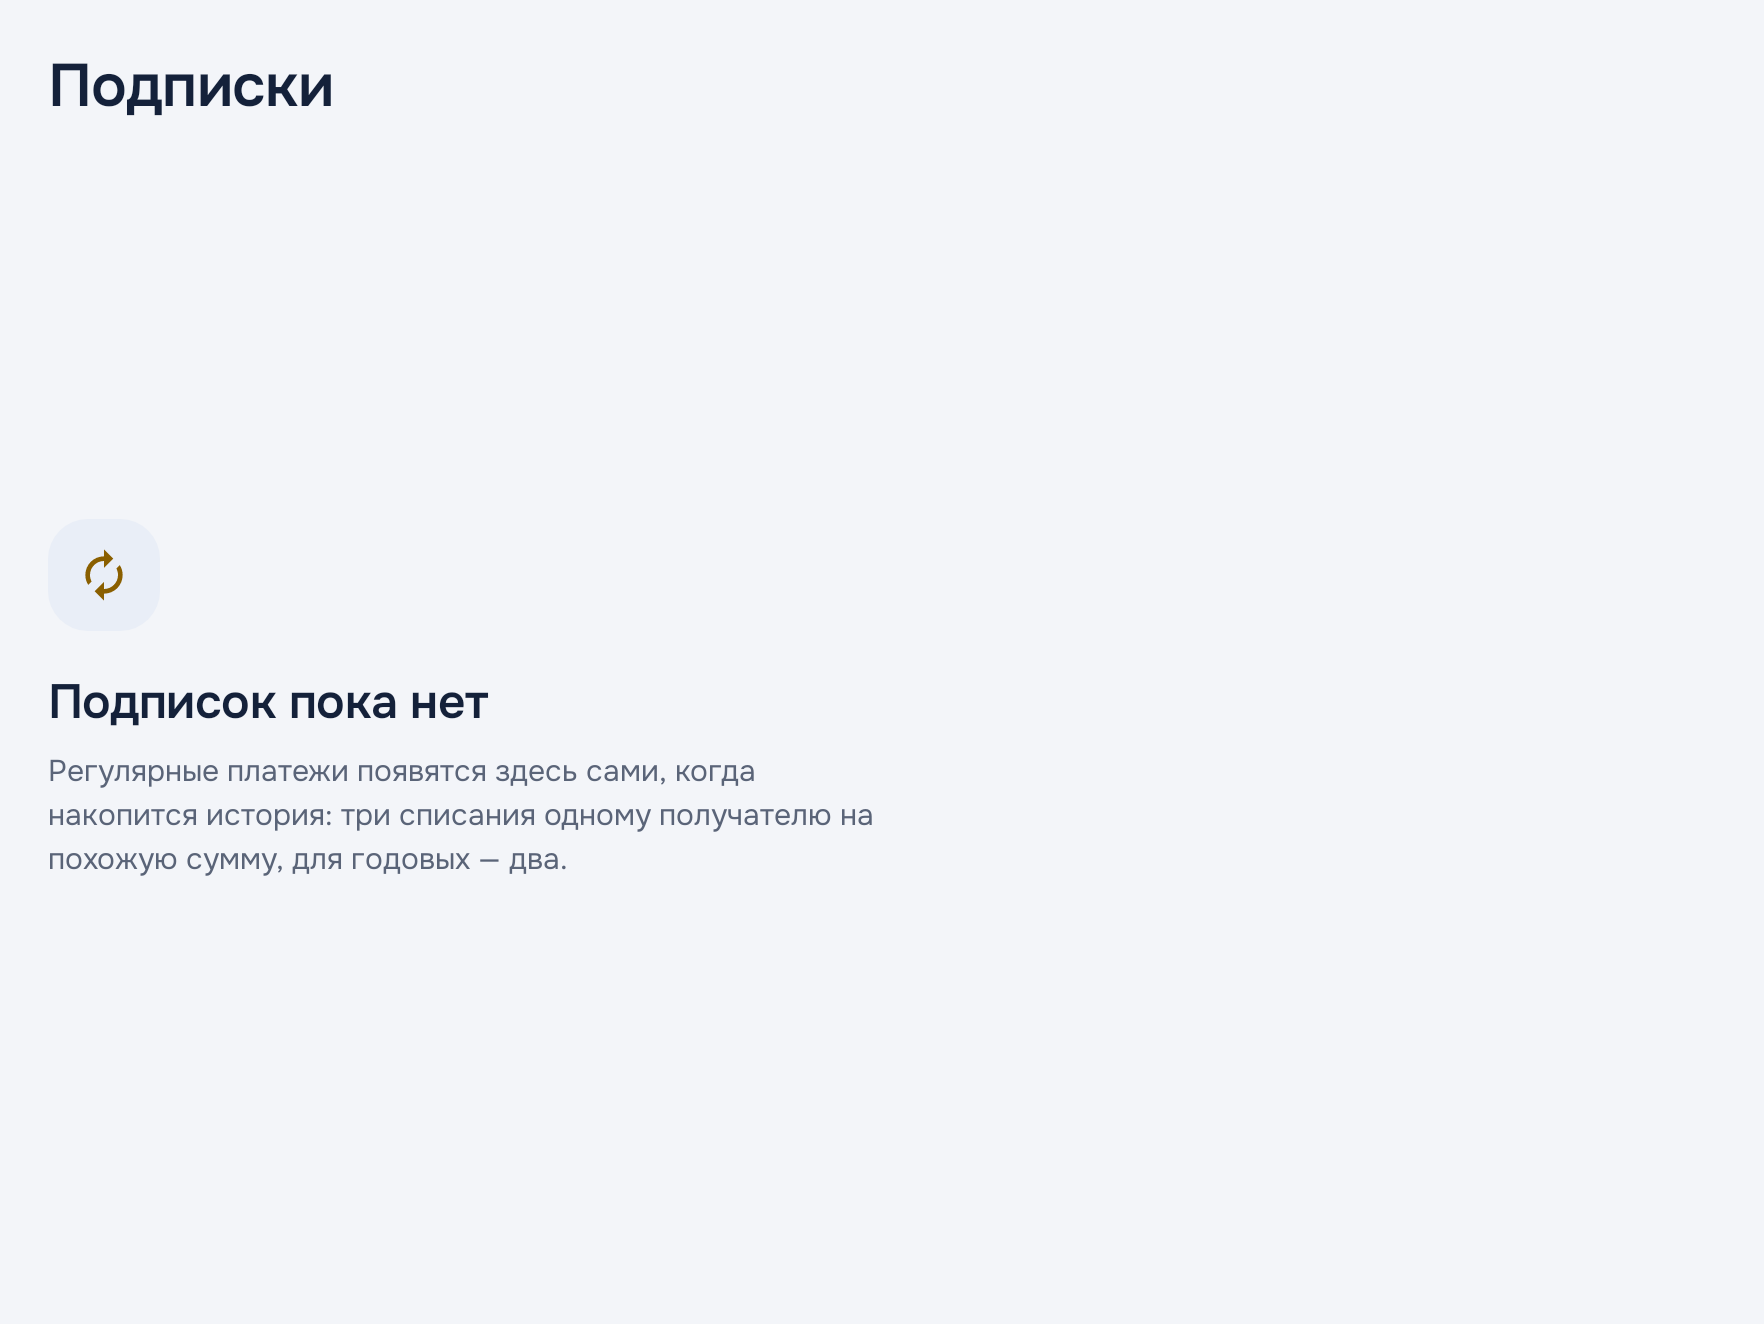 Подписки
Подписок пока нет
Регулярные платежи появятся здесь сами, когда
накопится история: три списания одному получателю на
похожую сумму, для годовых — два.